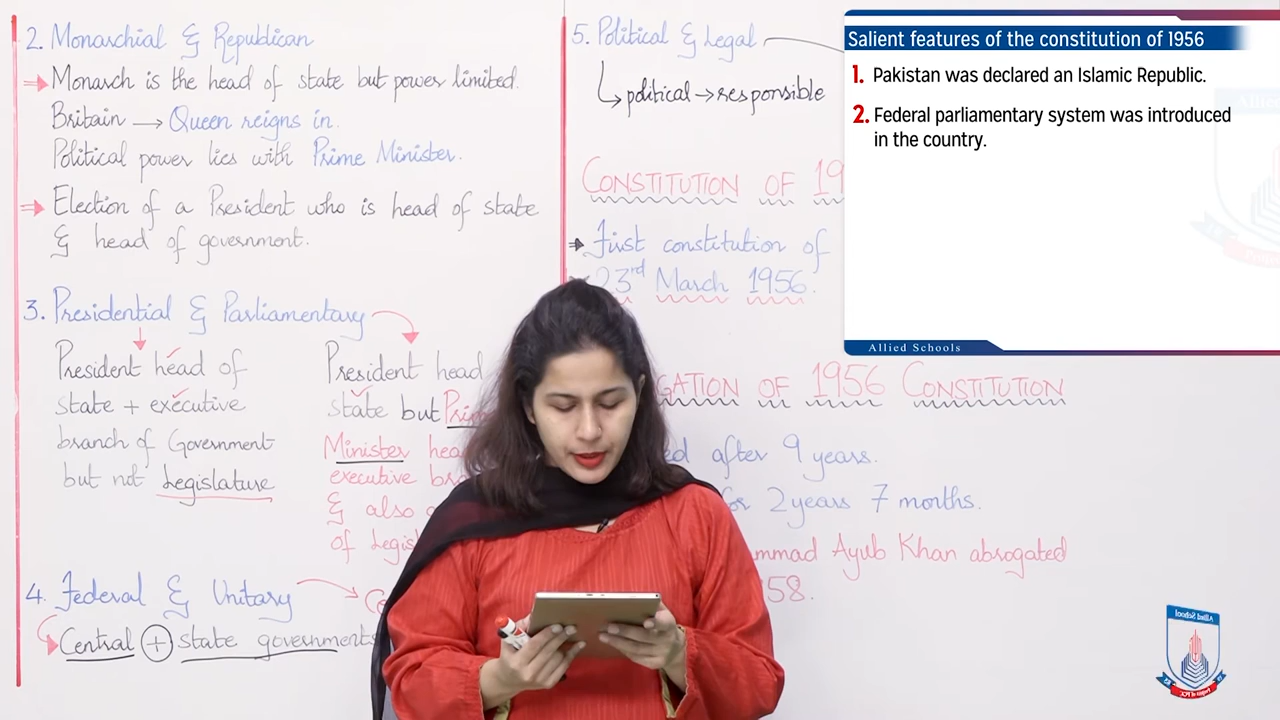 2. Monarchial & Republican
⇒ Monarch is the head of state but power limited.
Britain → Queen reigns in.
Political power lies with Prime Minister.
⇒ Election of a President who is head of state
& head of government.
3. Presidential & Parliamentary
President head of
state + executive
branch of Government
but not Legislature
President head
state but
Minister
executive
& also
of
4. Federal & Unitary
Central + state governments
5. Political & Legal
political → responsible
CONSTITUTION OF 19
First constitution of
23rd March 1956.
OF 1956 CONSTITUTION
after 9 years.
for 2 years 7 months.
Ayub Khan absogated
58.
Salient features of the constitution of 1956
1. Pakistan was declared an Islamic Republic.
2. Federal parliamentary system was introduced
in the country.
Allied Schools
Allied School